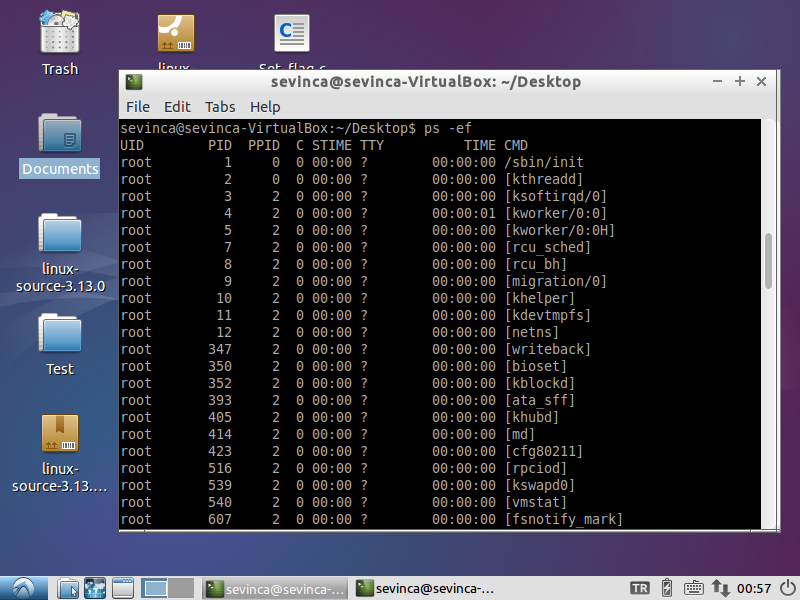 Trash
linux-
Set_flag.c
Documents
linux-
source-3.13.0
Test
linux-
source-3.13....
sevinca@sevinca-VirtualBox: ~/Desktop
File Edit Tabs Help
sevinca@sevinca-VirtualBox:~/Desktop$ ps -ef
UID PID PPID C STIME TTY TIME CMD
root 1 0 0 00:00 ? 00:00:00 /sbin/init
root 2 0 0 00:00 ? 00:00:00 [kthreadd]
root 3 2 0 00:00 ? 00:00:00 [ksoftirqd/0]
root 4 2 0 00:00 ? 00:00:01 [kworker/0:0]
root 5 2 0 00:00 ? 00:00:00 [kworker/0:0H]
root 7 2 0 00:00 ? 00:00:00 [rcu_sched]
root 8 2 0 00:00 ? 00:00:00 [rcu_bh]
root 9 2 0 00:00 ? 00:00:00 [migration/0]
root 10 2 0 00:00 ? 00:00:00 [khelper]
root 11 2 0 00:00 ? 00:00:00 [kdevtmpfs]
root 12 2 0 00:00 ? 00:00:00 [netns]
root 347 2 0 00:00 ? 00:00:00 [writeback]
root 350 2 0 00:00 ? 00:00:00 [bioset]
root 352 2 0 00:00 ? 00:00:00 [kblockd]
root 393 2 0 00:00 ? 00:00:00 [ata_sff]
root 405 2 0 00:00 ? 00:00:00 [khubd]
root 414 2 0 00:00 ? 00:00:00 [md]
root 423 2 0 00:00 ? 00:00:00 [cfg80211]
root 516 2 0 00:00 ? 00:00:00 [rpciod]
root 539 2 0 00:00 ? 00:00:00 [kswapd0]
root 540 2 0 00:00 ? 00:00:00 [vmstat]
root 607 2 0 00:00 ? 00:00:00 [fsnotify_mark]
sevinca@sevinca-...
sevinca@sevinca-...
TR
00:57